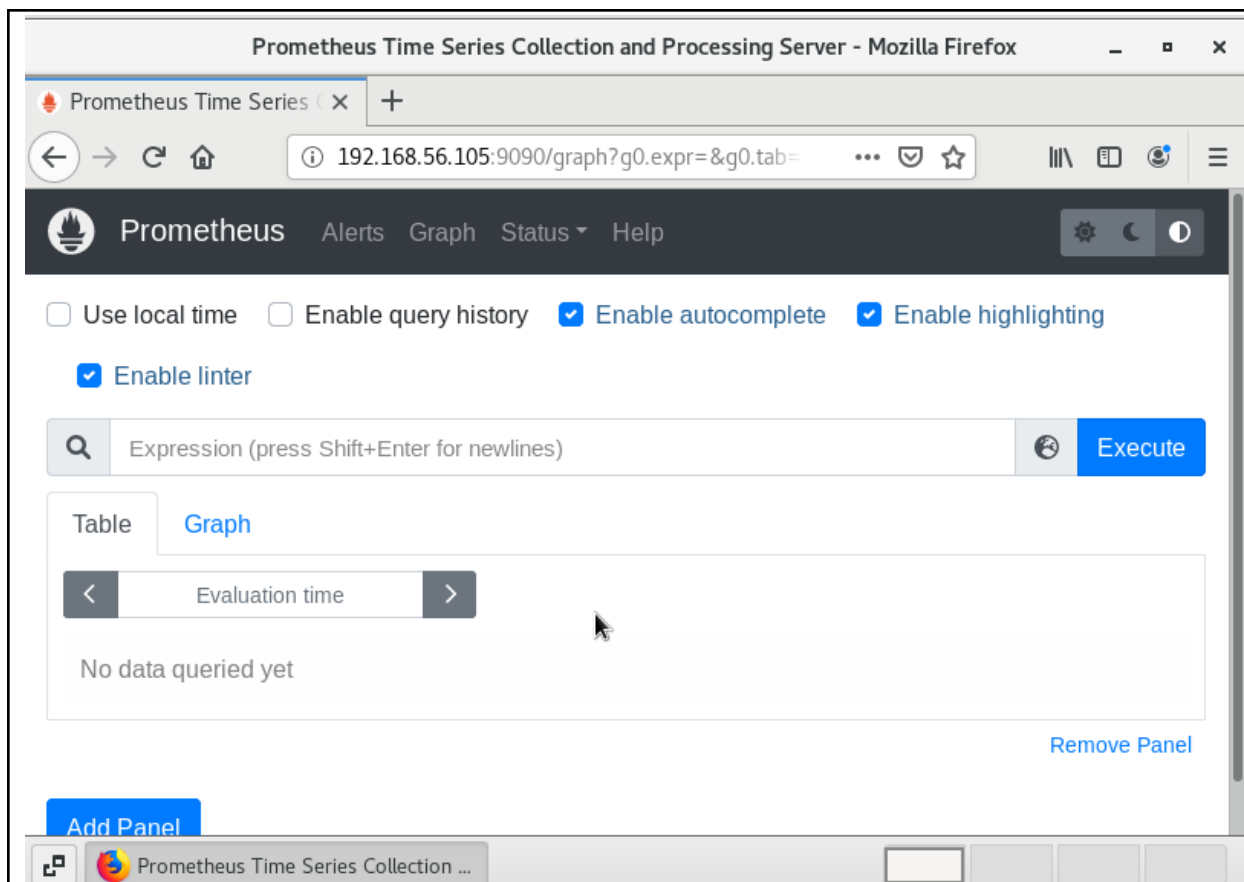 Prometheus Time Series Collection and Processing Server - Mozilla Firefox
Prometheus Time Series
192.168.56.105:9090/graph?g0.expr=&g0.tab=
Prometheus Alerts Graph Status Help
Use local time Enable query history Enable autocomplete Enable highlighting
Enable linter
Expression (press Shift+Enter for newlines) Execute
Table Graph
Evaluation time
No data queried yet
Remove Panel
Add Panel
Prometheus Time Series Collection ...